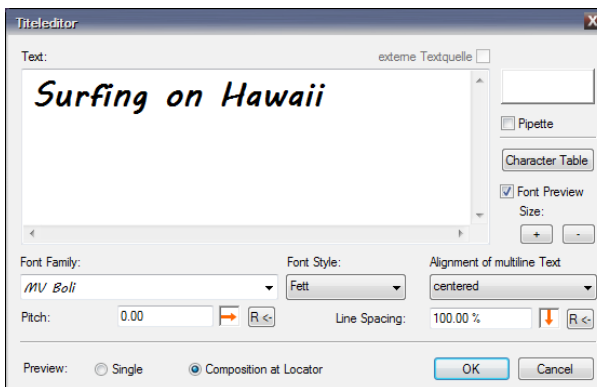 Titeleditor
X
Text:
externe Textquelle
Surfing on Hawaii
Pipette
Character Table
Font Preview
Size:
+ -
Font Family:
Font Style:
Alignment of multiline Text
MV Boli
Fett
centered
Pitch:
0.00
R <-
Line Spacing:
100.00 %
R <-
Preview:
Single
Composition at Locator
OK
Cancel